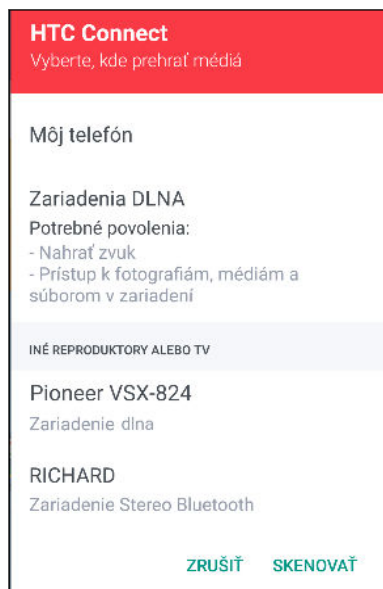 HTC Connect
Vyberte, kde prehrať médiá
Môj telefón
Zariadenia DLNA
Potrebné povolenia:
- Nahrať zvuk
- Prístup k fotografiám, médiám a
súborom v zariadení
INÉ REPRODUKTORY ALEBO TV
Pioneer VSX-824
Zariadenie dlna
RICHARD
Zariadenie Stereo Bluetooth
ZRUŠIŤ SKENOVAŤ